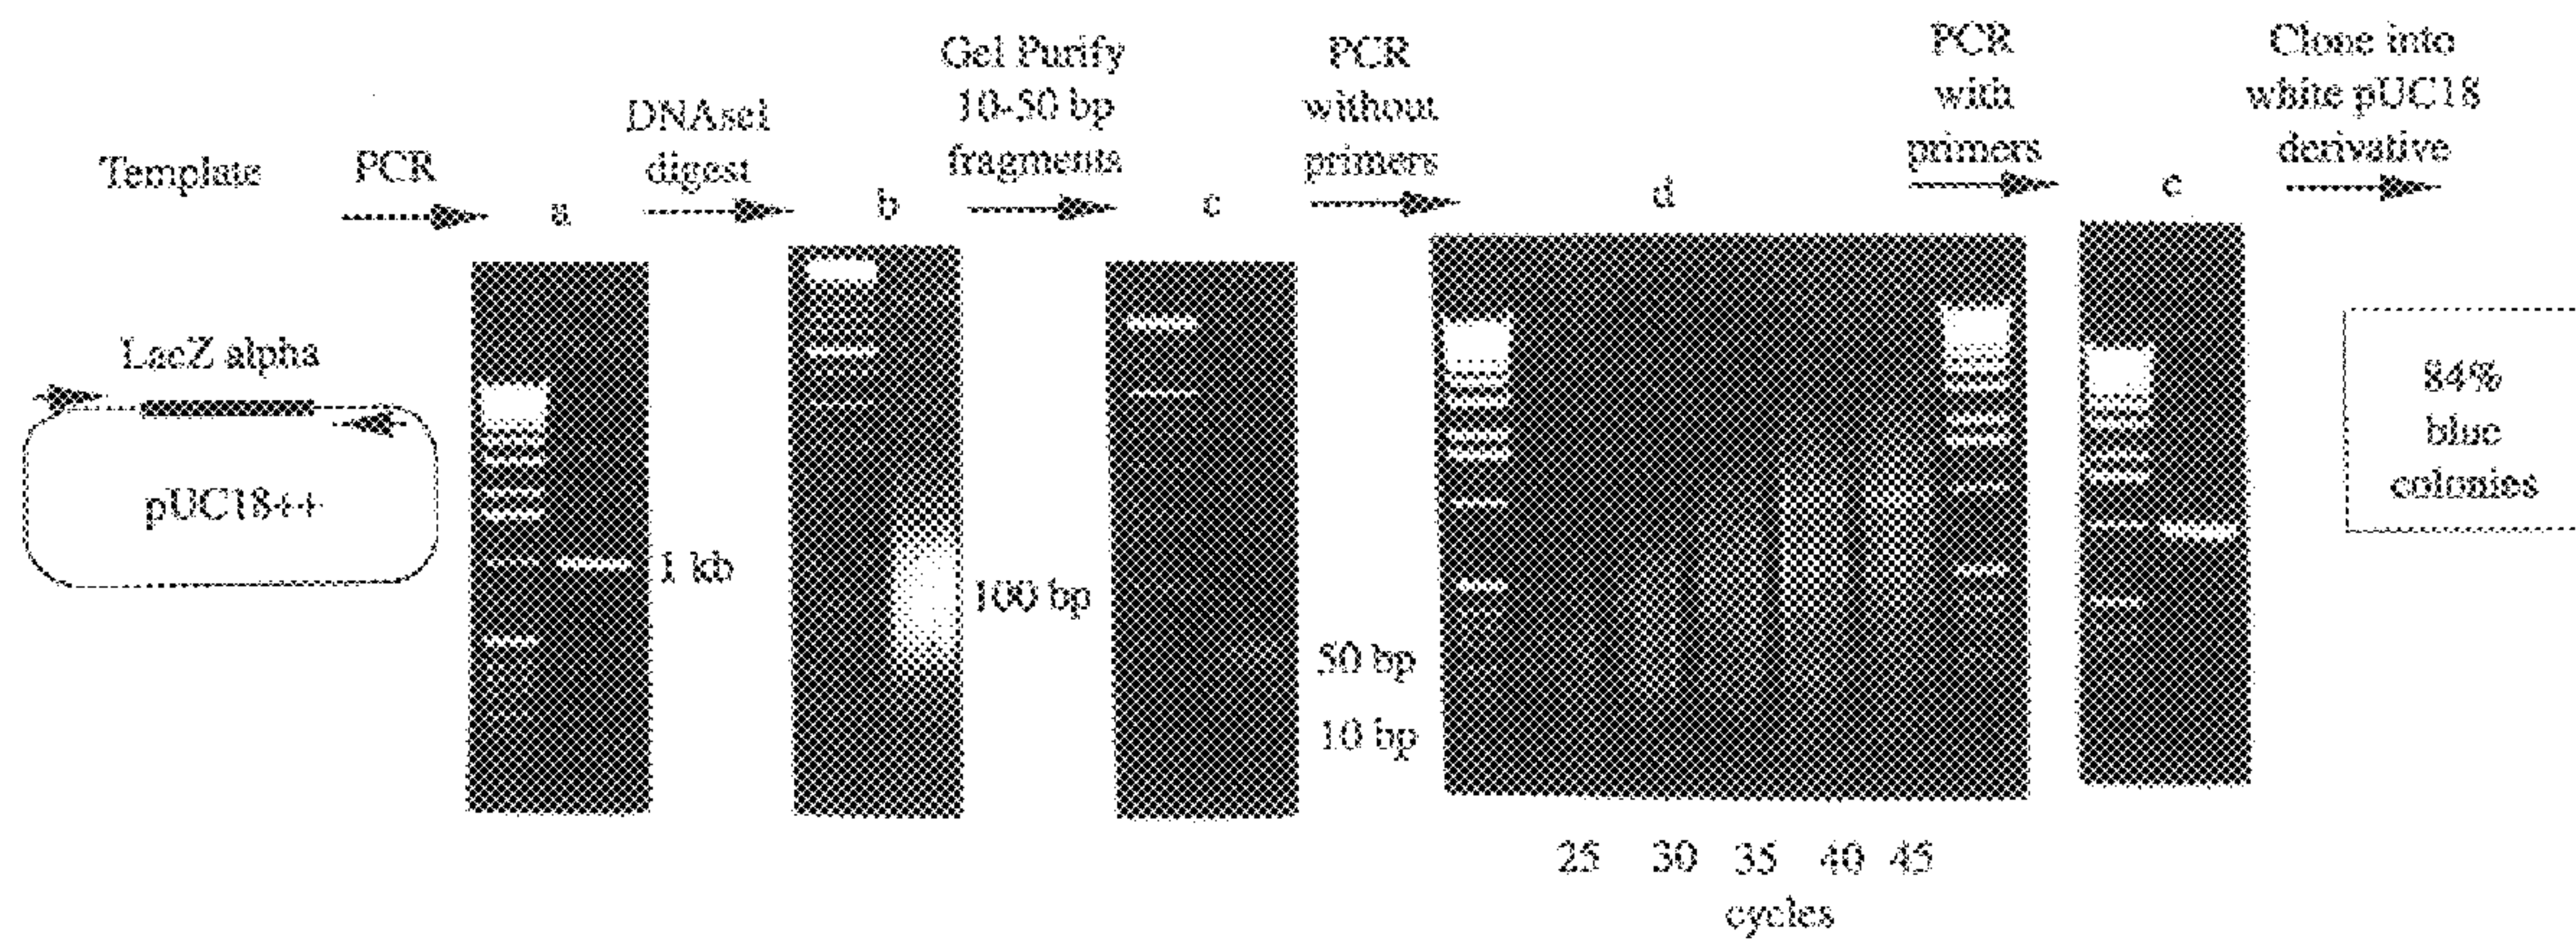 Template
PCR
a
DNAse1
digest
b
Gel Purify
10-50 bp
fragments
c
PCR
without
primers
d
PCR
with
primers
e
Clone into
white pUC18
derivative
LacZ alpha
pUC18++
1 kb
100 bp
50 bp
10 bp
84%
blue
colonies
25 30 35 40 45
cycles